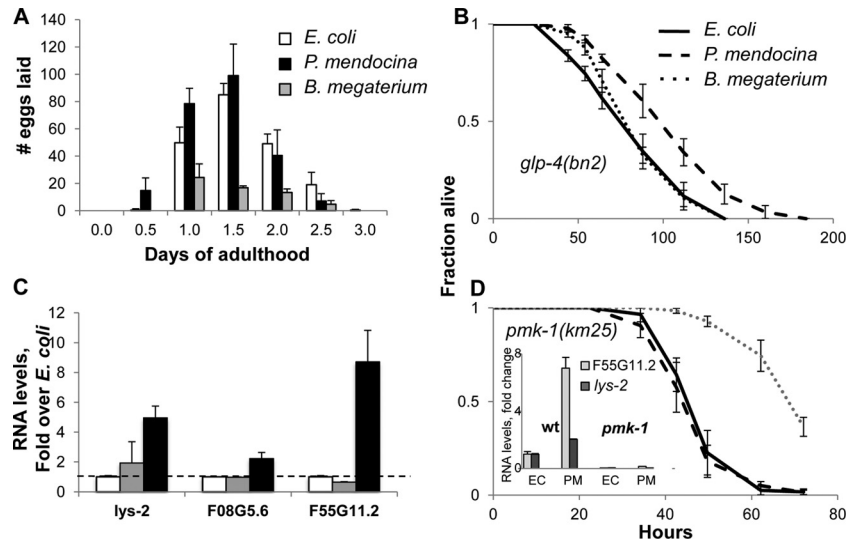 A
140
120
100
80
60
40
20
0
# eggs laid
E. coli
P. mendocina
B. megaterium
0.0 0.5 1.0 1.5 2.0 2.5 3.0
Days of adulthood
B
1
0.5
0
Fraction alive
E. coli
P. mendocina
B. megaterium
glp-4(bn2)
0 50 100 150 200
C
12
10
8
6
4
2
0
RNA levels,
Fold over E. coli
lys-2 F08G5.6 F55G11.2
D
1
0.5
0
pmk-1(km25)
8
4
0
RNA levels, fold change
F55G11.2
lys-2
wt pmk-1
EC PM EC PM
0 20 40 60 80
Hours